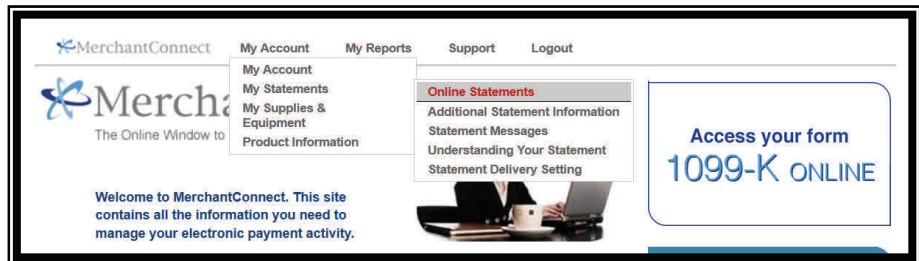 MerchantConnect My Account My Reports Support Logout
My Account
My Statements
My Supplies &
Equipment
Product Information
Online Statements
Additional Statement Information
Statement Messages
Understanding Your Statement
Statement Delivery Setting
The Online Window to
Welcome to MerchantConnect. This site
contains all the information you need to
manage your electronic payment activity.
Access your form
1099-K ONLINE